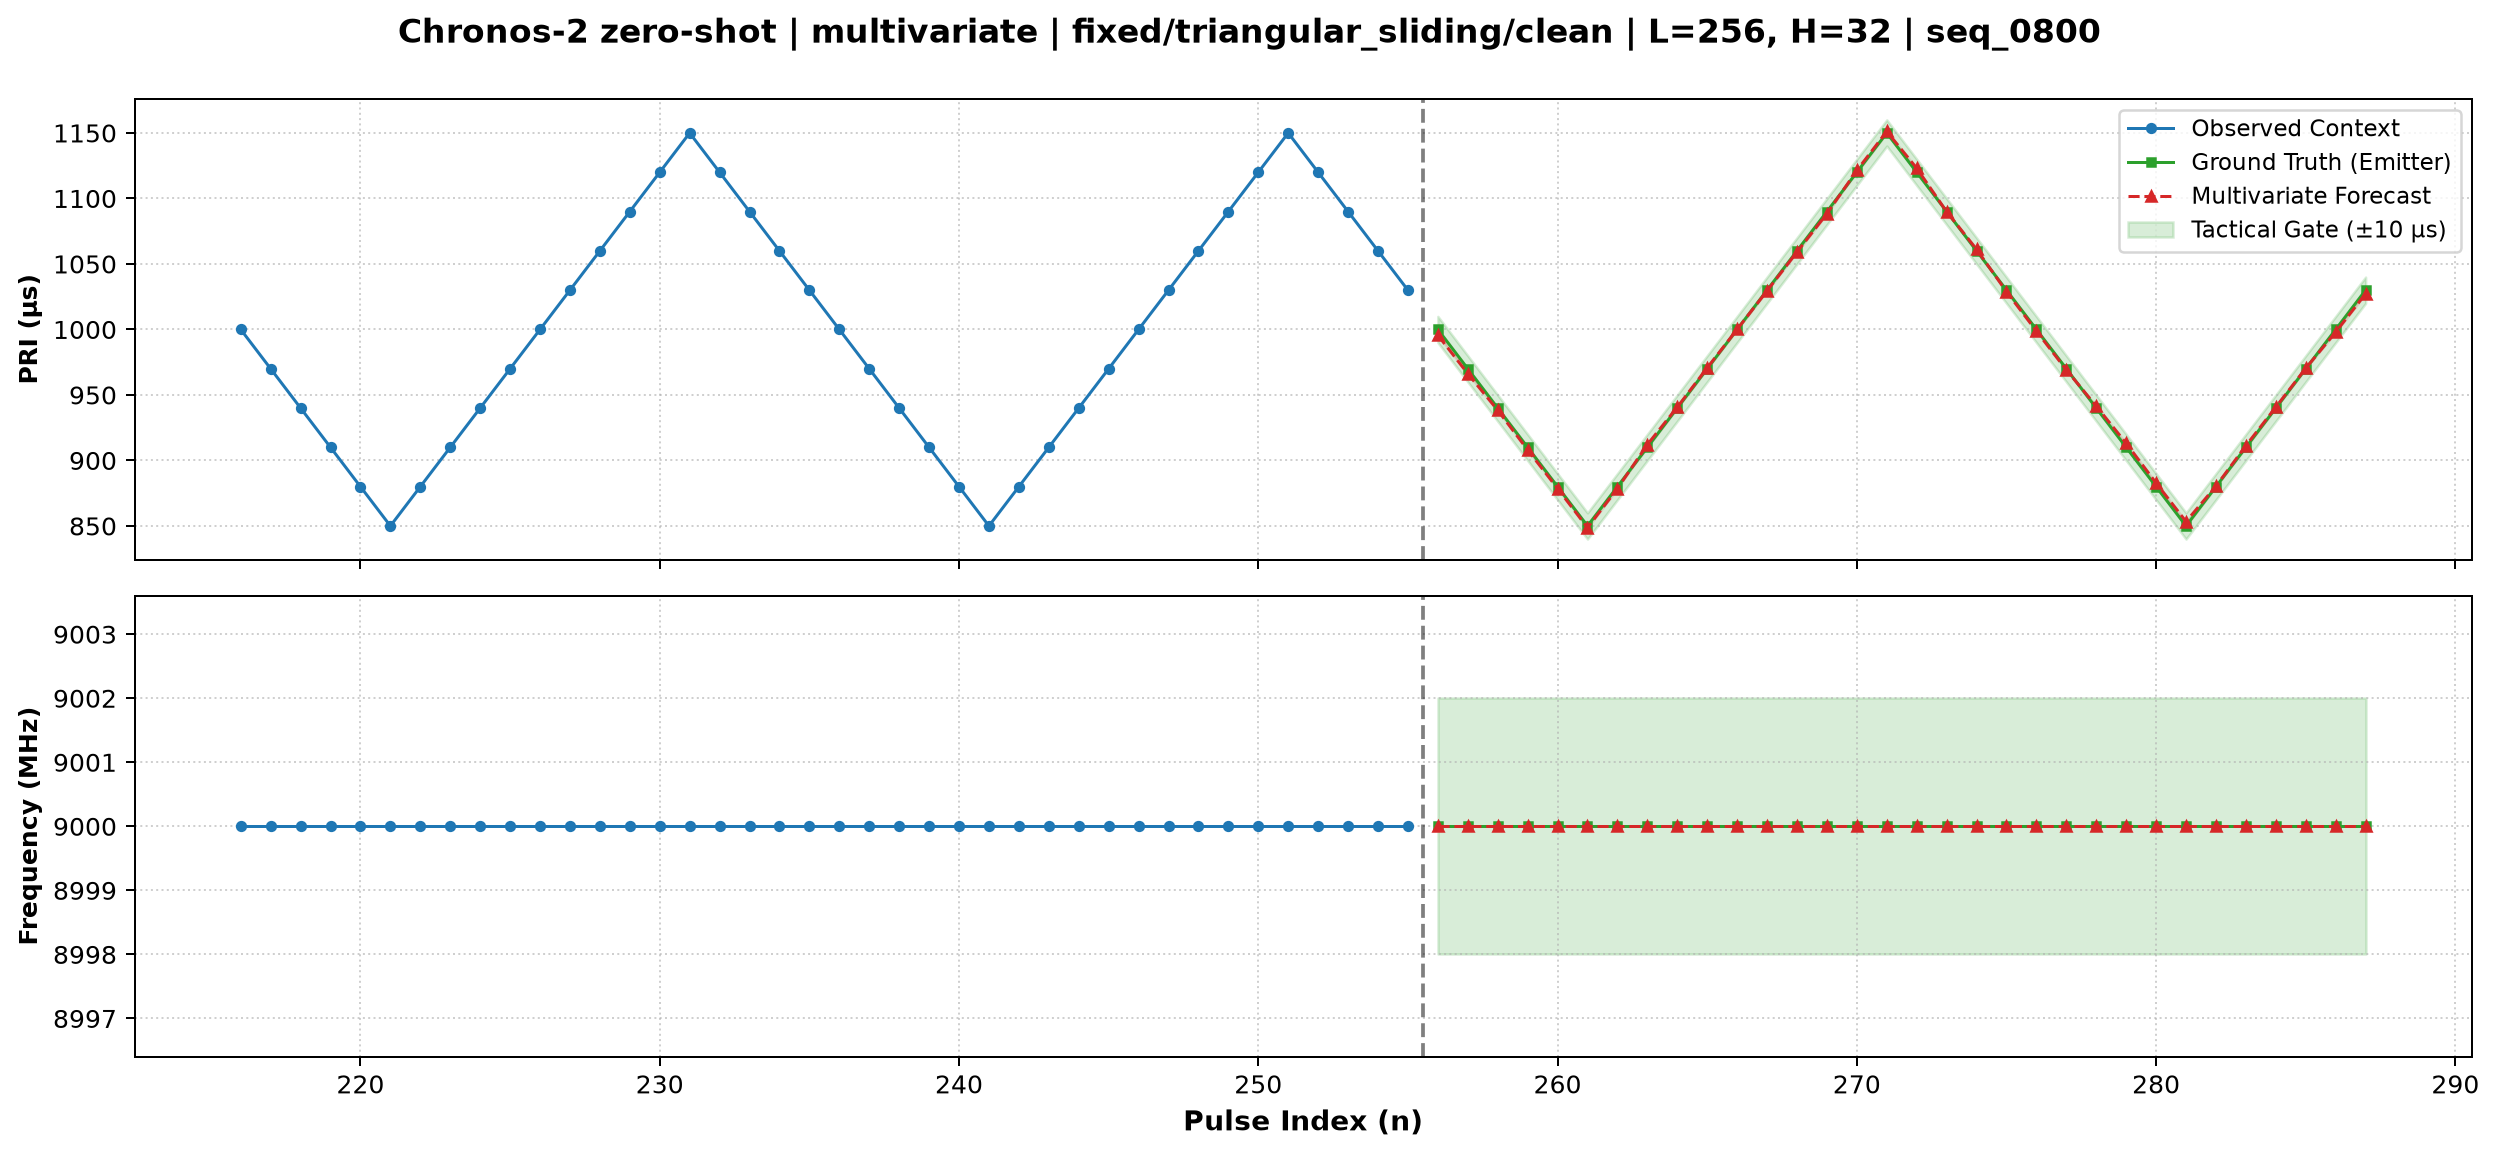 Chronos-2 zero-shot | multivariate | fixed/triangular_sliding/clean | L=256, H=32 | seq_0800
PRI (µs)
1150
1100
1050
1000
950
900
850
Observed Context
Ground Truth (Emitter)
Multivariate Forecast
Tactical Gate (±10 µs)
Frequency (MHz)
9003
9002
9001
9000
8999
8998
8997
220 230 240 250 260 270 280 290
Pulse Index (n)